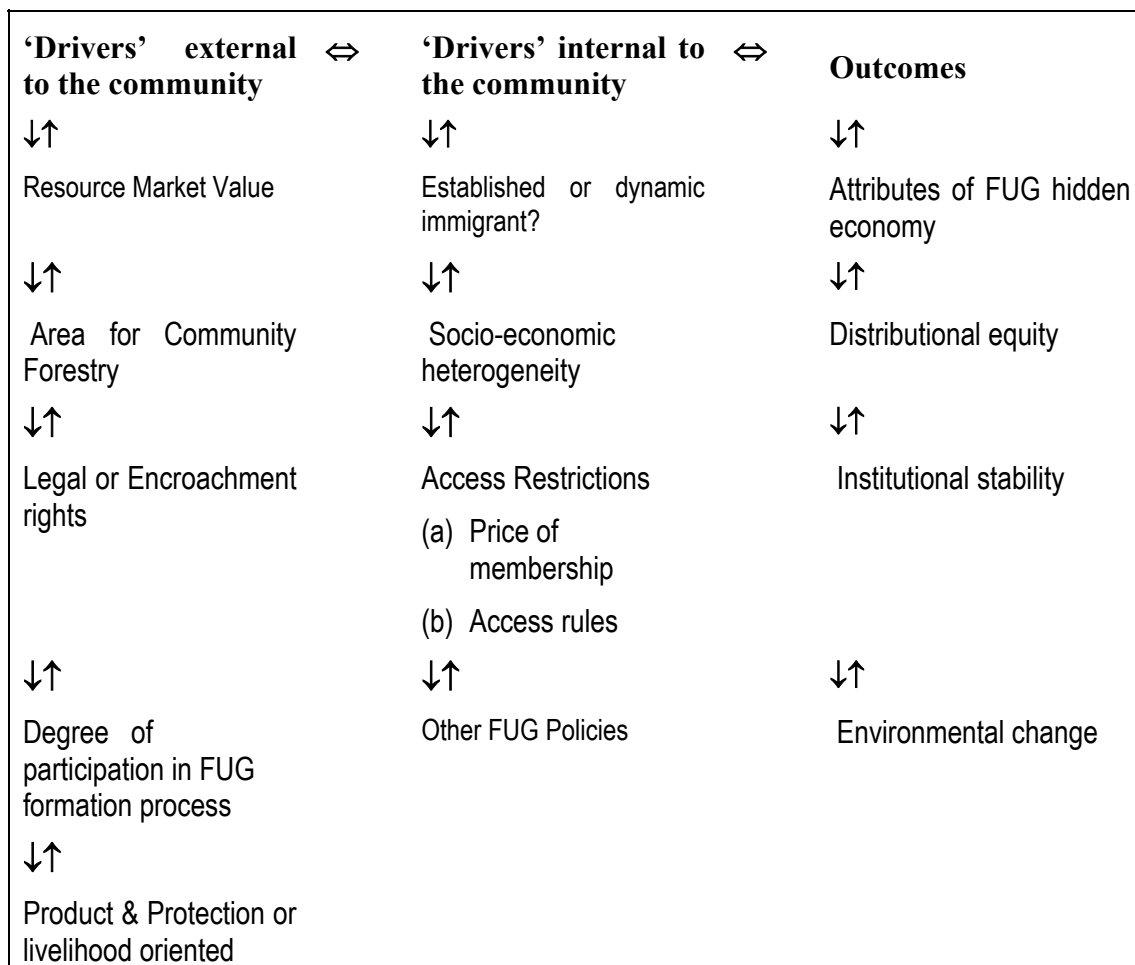 ‘Drivers’ external ⇔
to the community
↓↑
Resource Market Value
↓↑
Area for Community
Forestry
↓↑
Legal or Encroachment
rights
↓↑
Degree of
participation in FUG
formation process
↓↑
Product & Protection or
livelihood oriented
‘Drivers’ internal to ⇔
the community
↓↑
Established or dynamic
immigrant?
↓↑
Socio-economic
heterogeneity
↓↑
Access Restrictions
(a) Price of
membership
(b) Access rules
↓↑
Other FUG Policies
Outcomes
↓↑
Attributes of FUG hidden
economy
↓↑
Distributional equity
↓↑
Institutional stability
↓↑
Environmental change